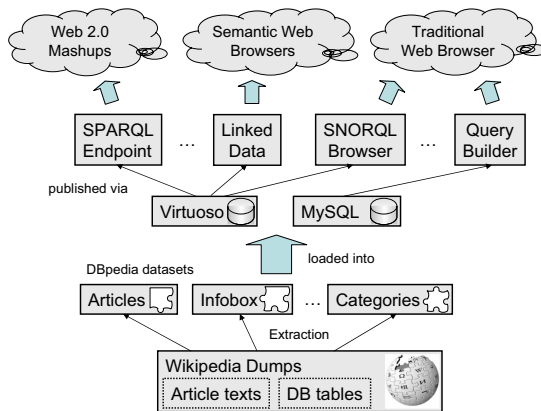 Web 2.0
Mashups
Semantic Web
Browsers
Traditional
Web Browser
SPARQL
Endpoint
...
Linked
Data
SNORQL
Browser
...
Query
Builder
published via
Virtuoso
MySQL
loaded into
DBpedia datasets
Articles
Infobox
...
Categories
Extraction
Wikipedia Dumps
Article texts
DB tables